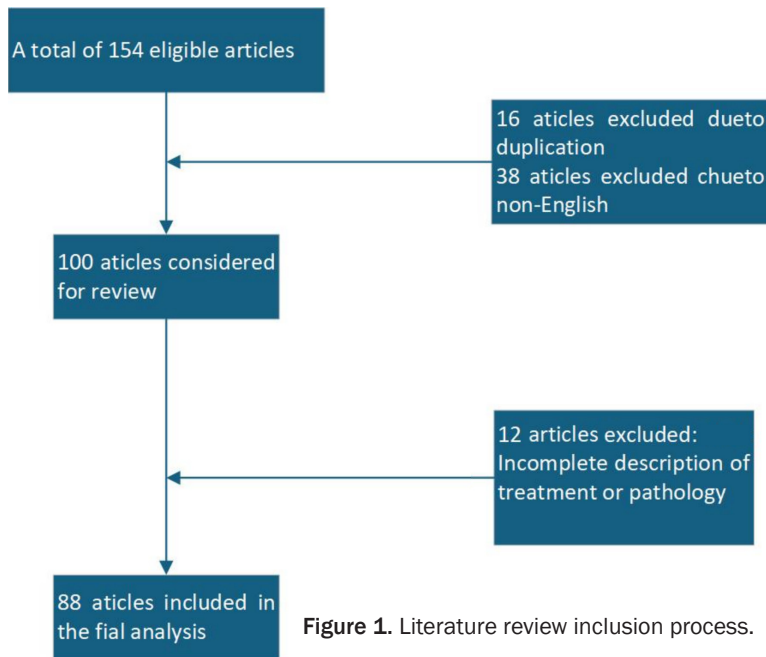 A total of 154 eligible articles
16 aticles excluded dueto
duplication
38 aticles excluded chueto
non-English
100 aticles considered
for review
12 articles excluded:
Incomplete description of
treatment or pathology
88 aticles included in
the fial analysis
Figure 1. Literature review inclusion process.